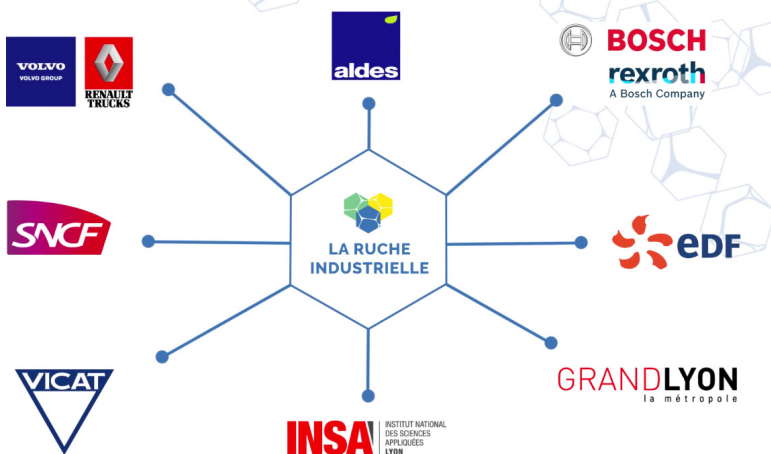 VOLVO
VOLVO GROUP
RENAULT
TRUCKS
aldes
BOSCH
rexroth
A Bosch Company
SNCF
LA RUCHE
INDUSTRIELLE
eDF
VICAT
INSA
INSTITUT NATIONAL
DES SCIENCES
APPLIQUÉES
LYON
GRANDLYON
la métropole